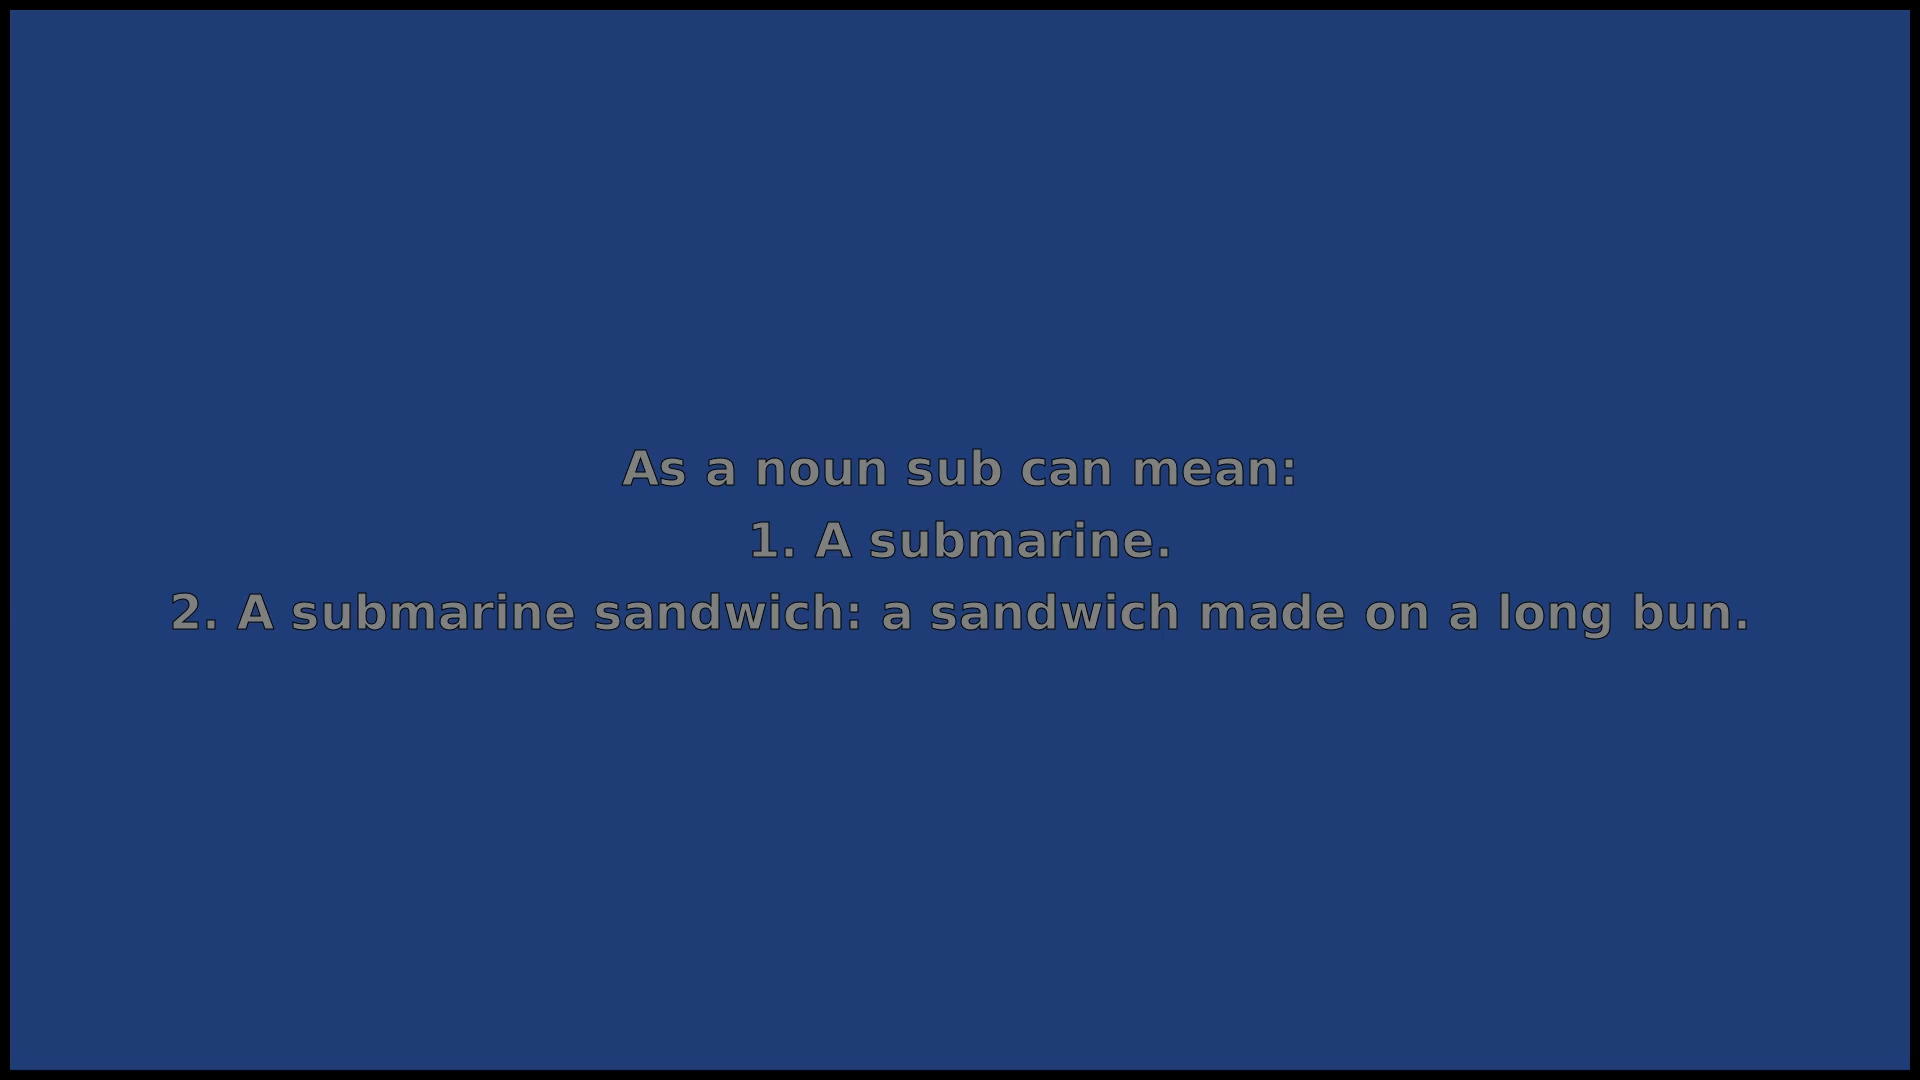 As a noun sub can mean:
1. A submarine.
2. A submarine sandwich: a sandwich made on a long bun.